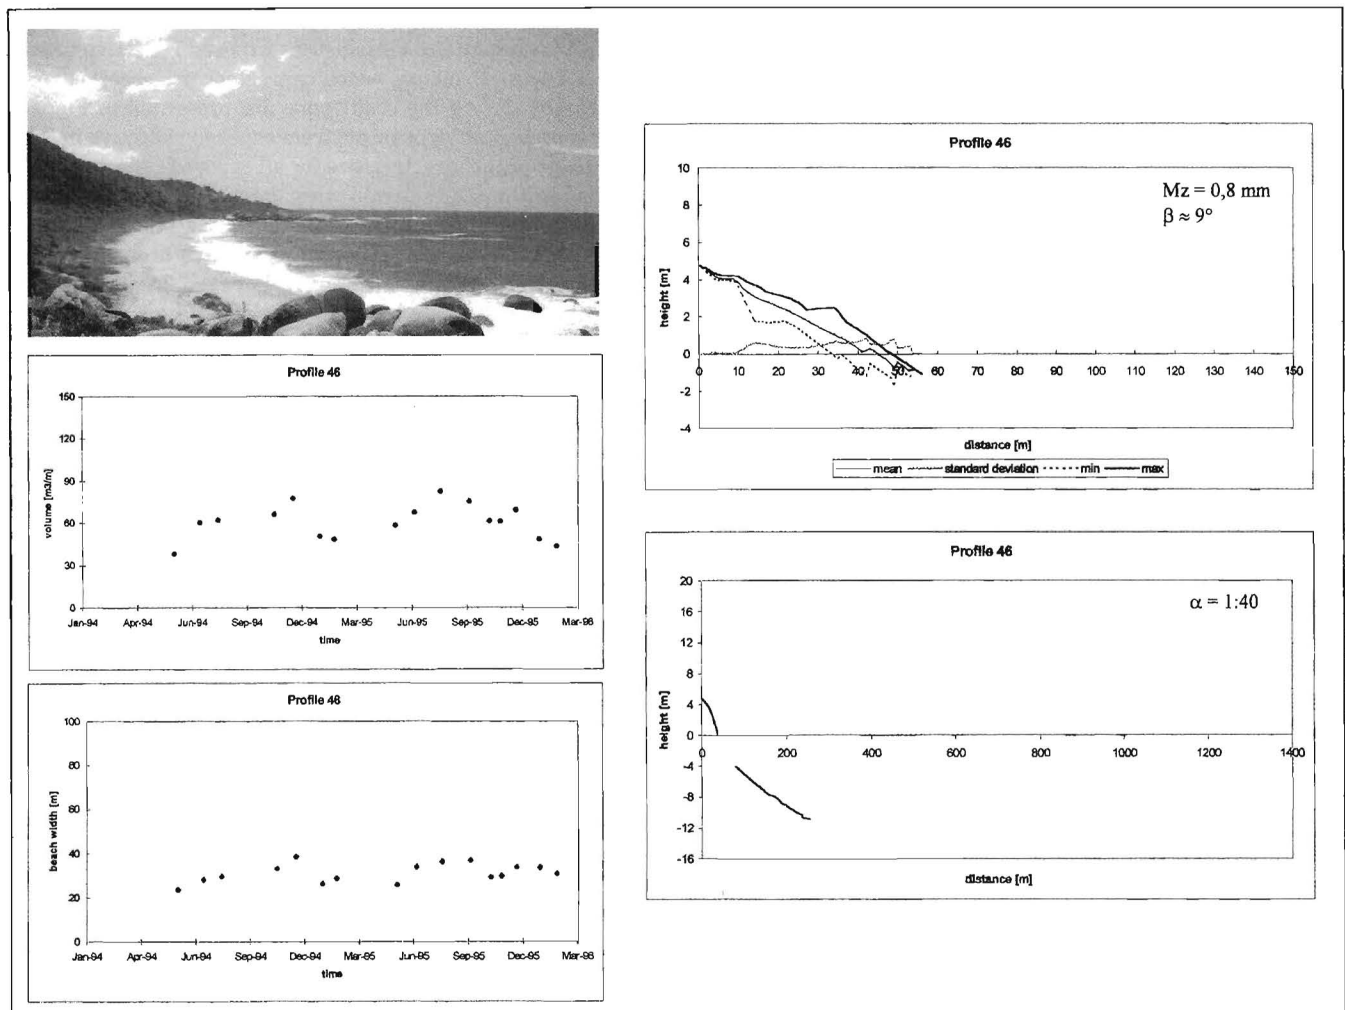 Profile 46
150
120
90
60
30
0
volume [m3/m]
Jan-94 Apr-94 Jun-94 Sep-94 Dec-94 Mar-95 Jun-95 Sep-95 Dec-95 Mar-96
time
Profile 46
100
80
60
40
20
0
beach width [m]
Jan-94 Apr-94 Jun-94 Sep-94 Dec-94 Mar-95 Jun-95 Sep-95 Dec-95 Mar-96
time
Profile 46
Mz = 0,8 mm
β ≈ 9°
10
8
6
4
2
0
-2
-4
height [m]
0 10 20 30 40 50 60 70 80 90 100 110 120 130 140 150
distance [m]
mean standard deviation min max
Profile 46
α = 1:40
20
16
12
8
4
0
-4
-8
-12
-16
height [m]
0 200 400 600 800 1000 1200 1400
distance [m]